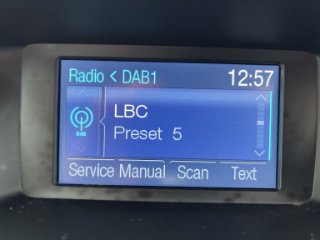 Radio < DAB1 12:57
LBC
DAB
Preset 5
Service Manual Scan Text